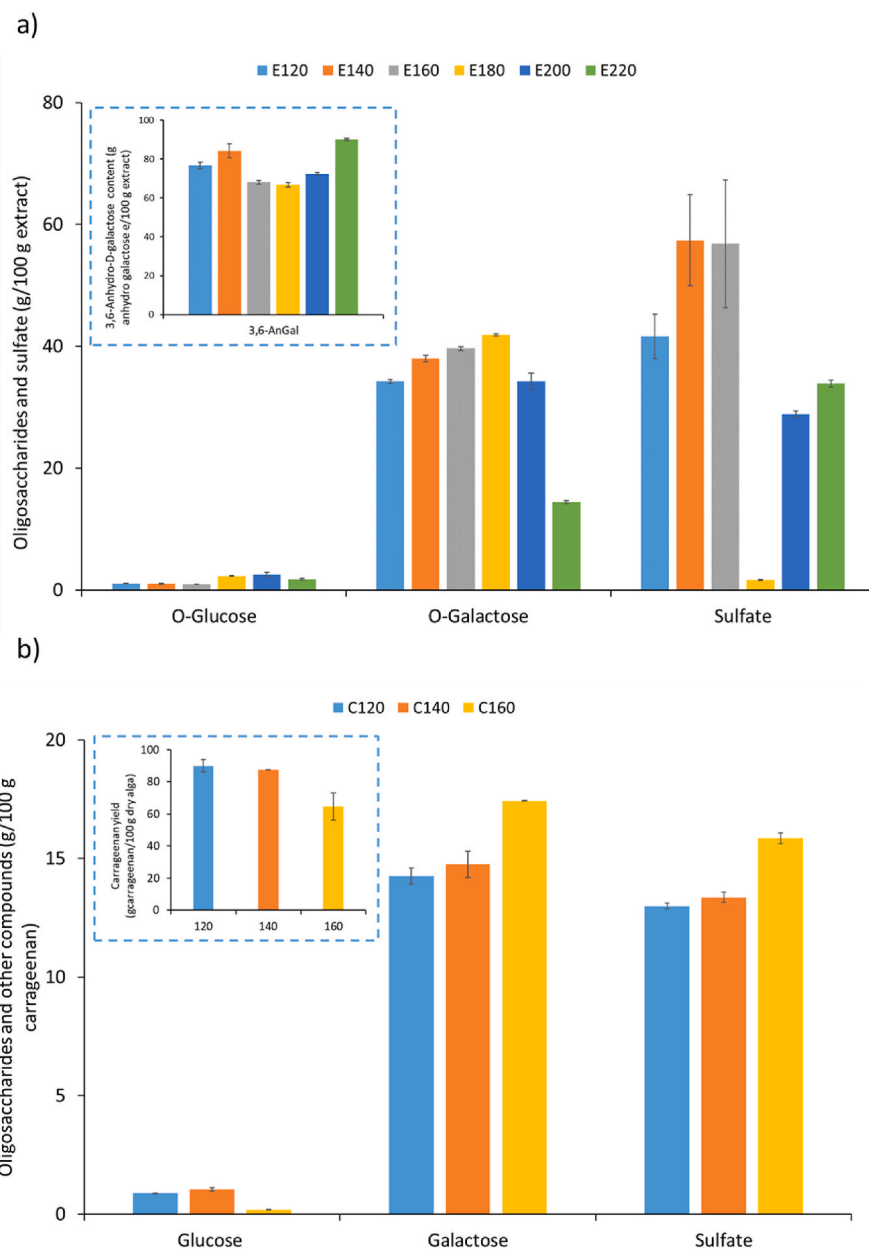 a)
E120 E140 E160 E180 E200 E220
Oligosaccharides and sulfate (g/100 g extract)
80
60
40
20
0
3,6-Anhydro-D-galactose content (g
anhydro galactose e/100 g extract)
100
80
60
40
20
0
3,6-AnGal
O-Glucose O-Galactose Sulfate
b)
C120 C140 C160
Oligosaccharides and other compounds (g/100 g
carrageenan)
20
15
10
5
0
Carrageenan yield
(gcarrageenan/100g dry alga)
100
80
60
40
20
0
120 140 160
Glucose Galactose Sulfate